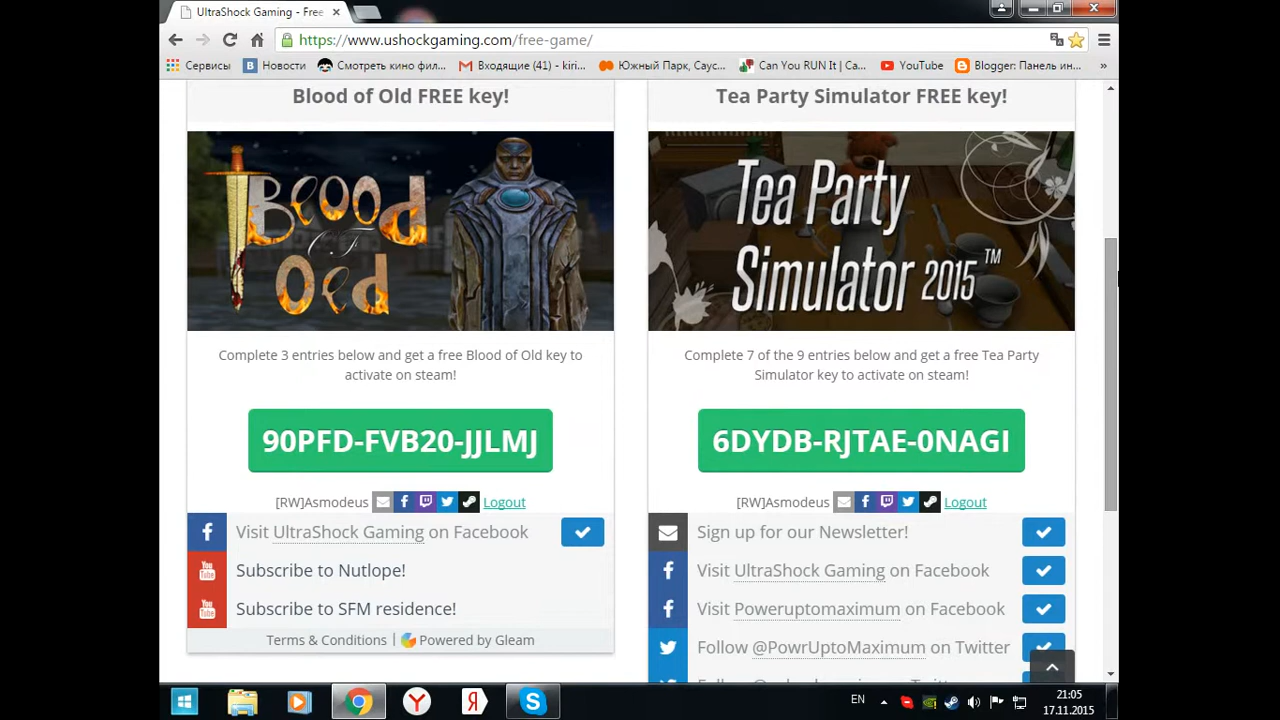 UltraShock Gaming - Free
https://www.ushockgaming.com/free-game/
Сервисы
Новости
Смотреть кино фил...
Входящие (41) - kiri...
Южный Парк, Саус...
Can You RUN It | Ca...
YouTube
Blogger: Панель ин...
»
Blood of Old FREE key!
Blood
Of
Old
Complete 3 entries below and get a free Blood of Old key to
activate on steam!
90PFD-FVB20-JJLMJ
[RW]Asmodeus Logout
Visit UltraShock Gaming on Facebook
Subscribe to Nutlope!
Subscribe to SFM residence!
Terms & Conditions Powered by Gleam
Tea Party Simulator FREE key!
Tea Party
Simulator 2015™
Complete 7 of the 9 entries below and get a free Tea Party
Simulator key to activate on steam!
6DYDB-RJTAE-0NAGI
[RW]Asmodeus Logout
Sign up for our Newsletter!
Visit UltraShock Gaming on Facebook
Visit Poweruptomaximum on Facebook
Follow @PowrUptoMaximum on Twitter
EN
21:05
17.11.2015